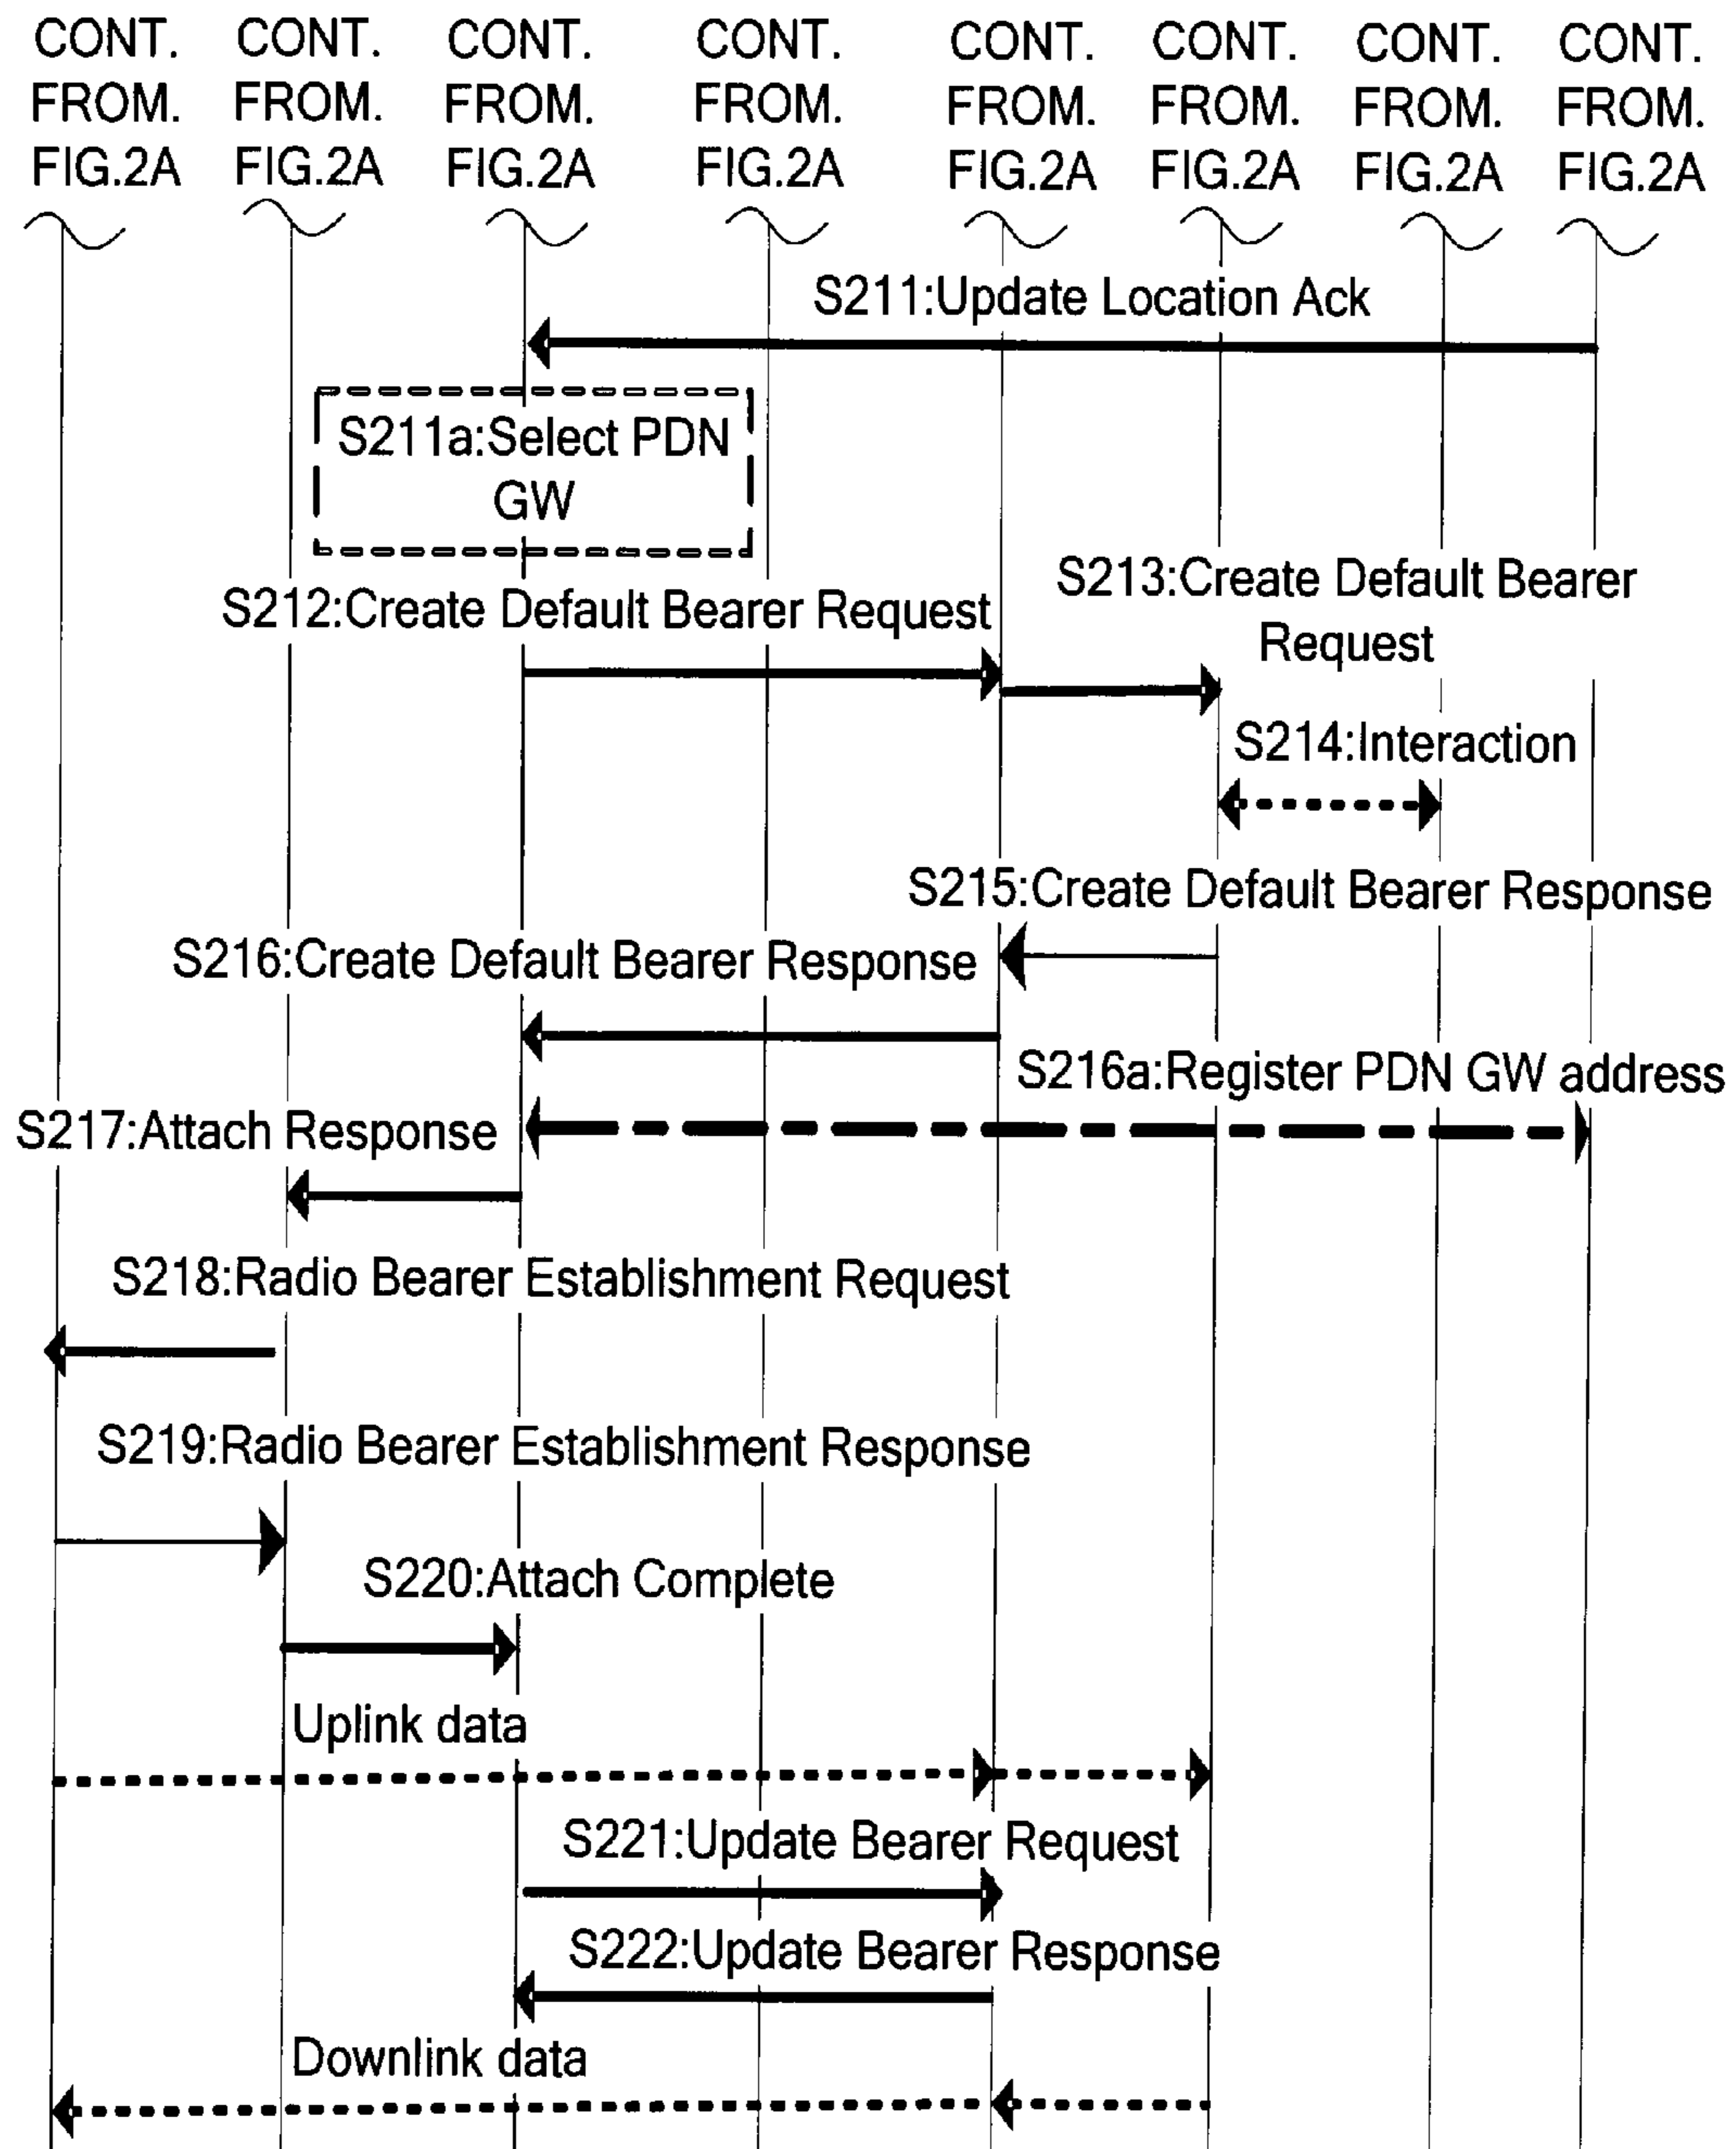 CONT. CONT. CONT. CONT. CONT. CONT. CONT. CONT.
FROM. FROM. FROM. FROM. FROM. FROM. FROM. FROM.
FIG.2A FIG.2A FIG.2A FIG.2A FIG.2A FIG.2A FIG.2A FIG.2A
S211:Update Location Ack
S211a:Select PDN
GW
S212:Create Default Bearer Request
S213:Create Default Bearer
Request
S214:Interaction
S215:Create Default Bearer Response
S216:Create Default Bearer Response
S216a:Register PDN GW address
S217:Attach Response
S218:Radio Bearer Establishment Request
S219:Radio Bearer Establishment Response
S220:Attach Complete
Uplink data
S221:Update Bearer Request
S222:Update Bearer Response
Downlink data